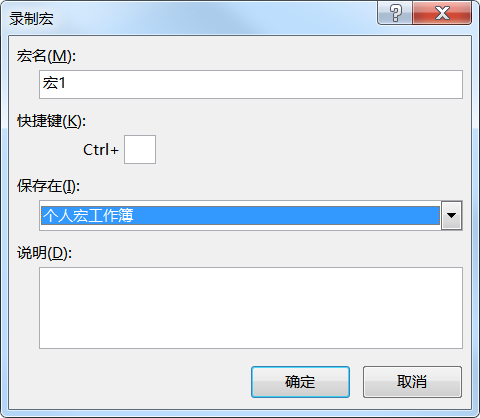 录制宏
宏名(M):
宏1
快捷键(K):
Ctrl+
保存在(I):
个人宏工作簿
说明(D):
确定 取消